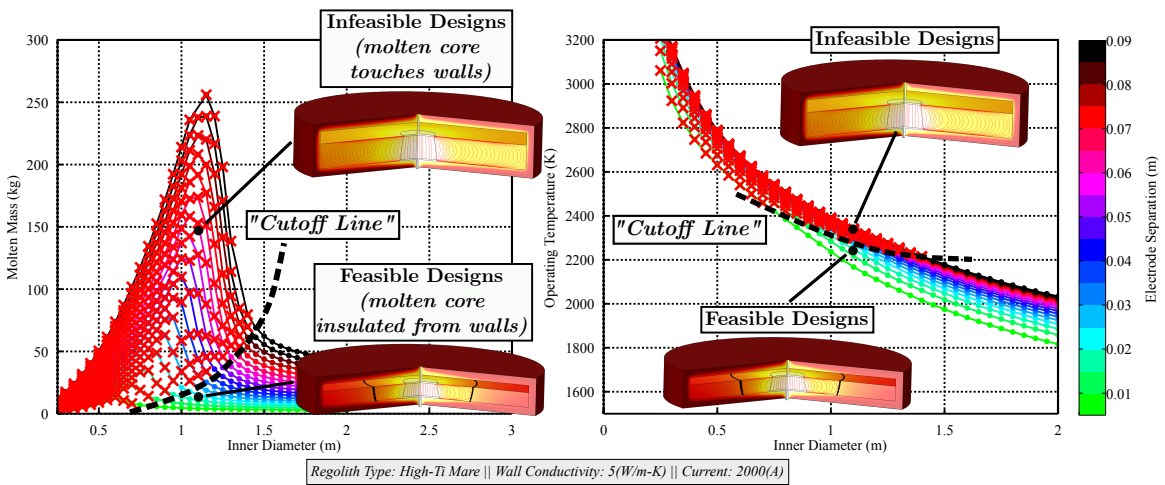 Infeasible Designs
(molten core
touches walls)
"Cutoff Line"
Feasible Designs
(molten core
insulated from walls)
Molten Mass (kg)
300
250
200
150
100
50
0
0.5
1
1.5
2
2.5
3
Inner Diameter (m)
Infeasible Designs
"Cutoff Line"
Feasible Designs
Operating Temperature (K)
3200
3000
2800
2600
2400
2200
2000
1800
1600
0
0.5
1
1.5
2
Inner Diameter (m)
0.09
0.08
0.07
0.06
0.05
0.04
0.03
0.02
0.01
Electrode Separation (m)
Regolith Type: High-Ti Mare || Wall Conductivity: 5(W/m-K) || Current: 2000(A)